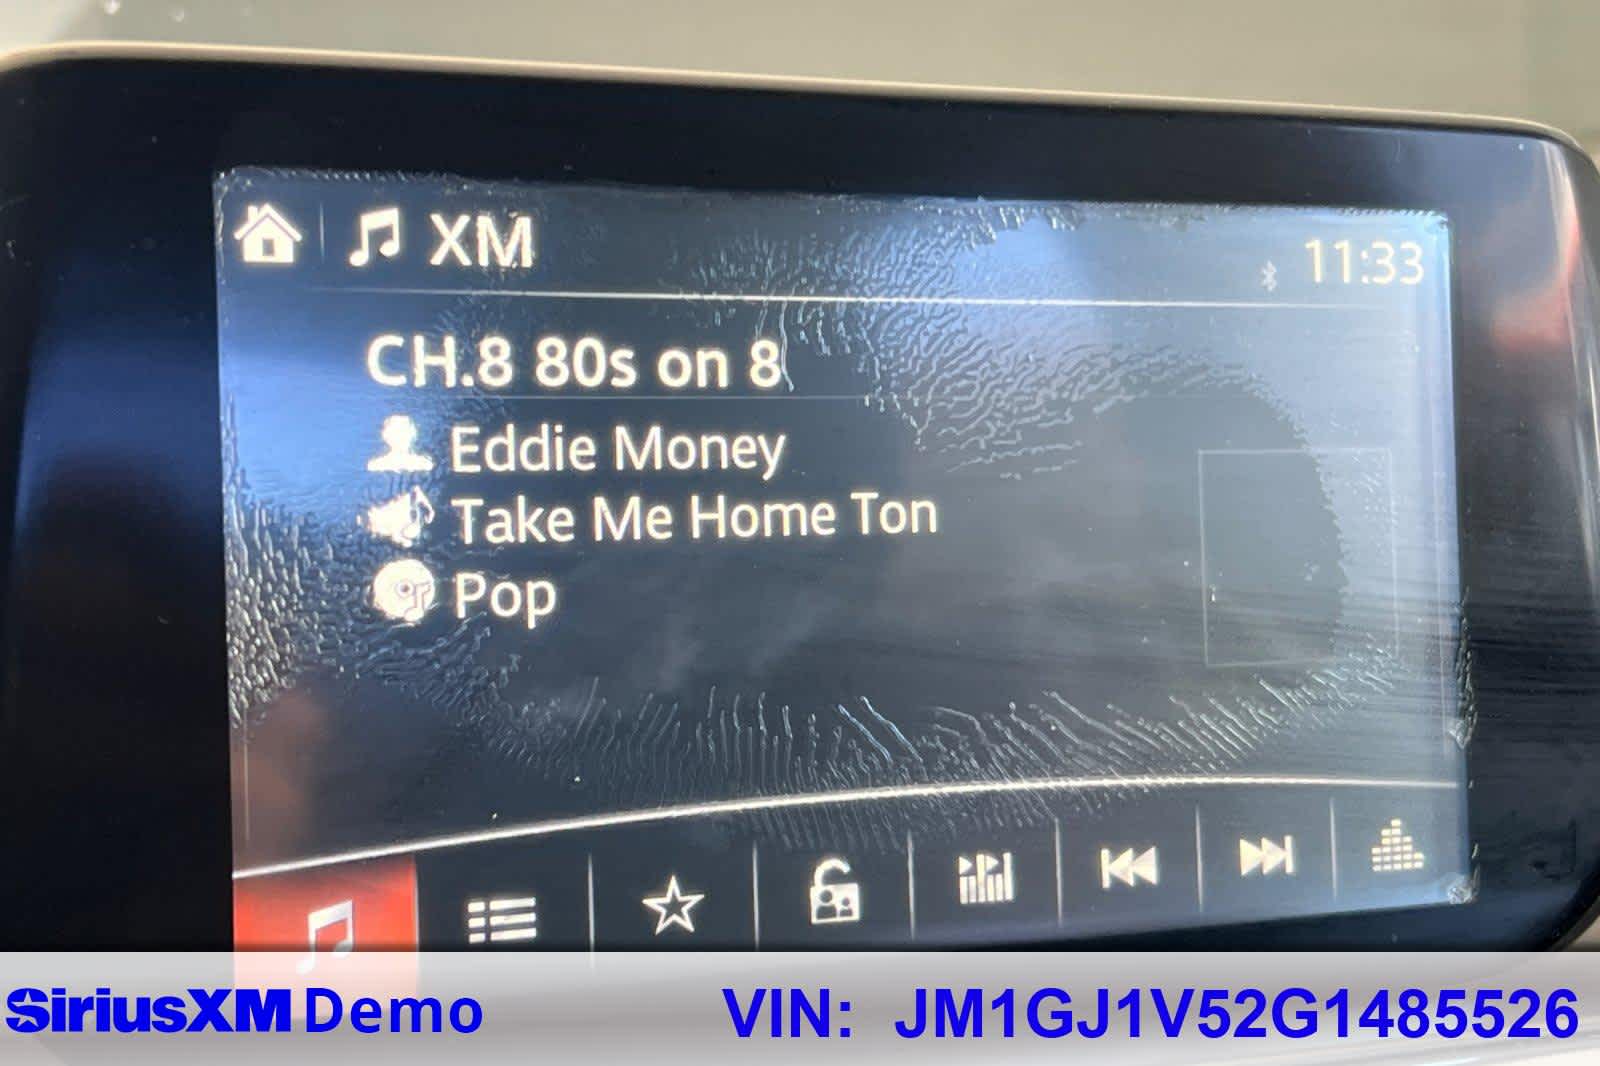 XM
11:33
CH.8 80s on 8
Eddie Money
Take Me Home Ton
Pop
SiriusXM Demo
VIN: JM1GJ1V52G1485526